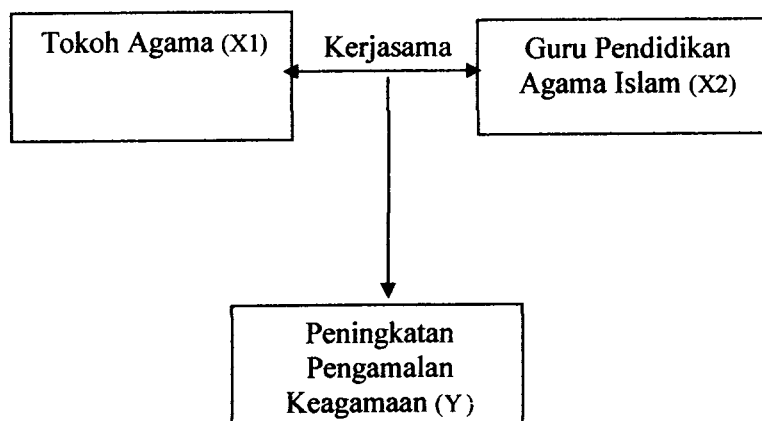 Tokoh Agama (X1)
Kerjasama
Guru Pendidikan
Agama Islam (X2)
Peningkatan
Pengamalan
Keagamaan (Y)